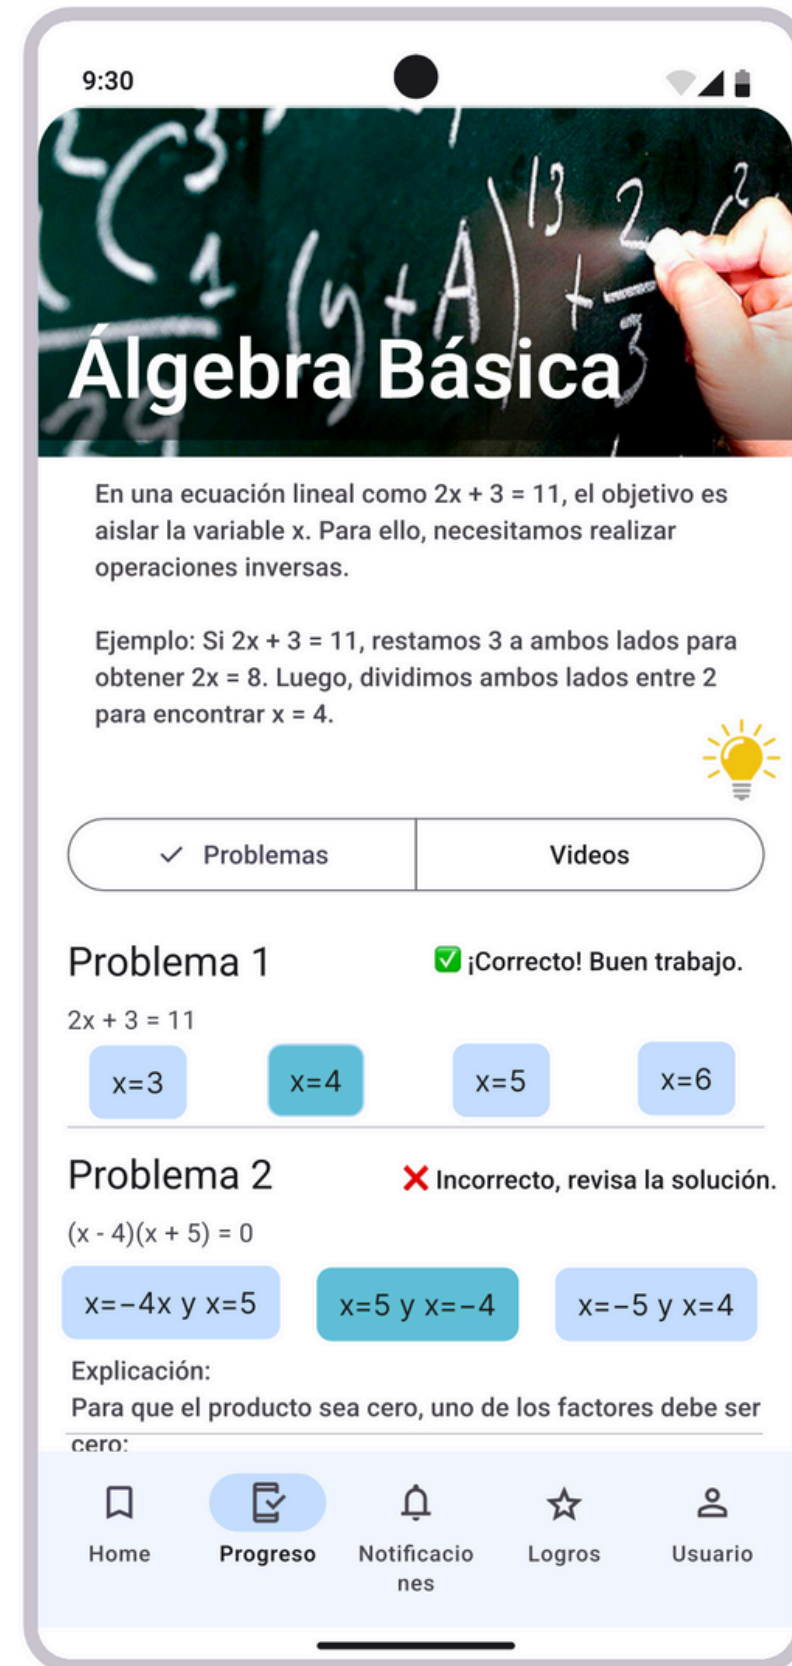 9:30
Álgebra Básica
En una ecuación lineal como 2x + 3 = 11, el objetivo es
aislar la variable x. Para ello, necesitamos realizar
operaciones inversas.
Ejemplo: Si 2x + 3 = 11, restamos 3 a ambos lados para
obtener 2x = 8. Luego, dividimos ambos lados entre 2
para encontrar x = 4.
Problemas Videos
Problema 1 ✅ ¡Correcto! Buen trabajo.
2x + 3 = 11
x=3 x=4 x=5 x=6
Problema 2 ❌ Incorrecto, revisa la solución.
(x - 4)(x + 5) = 0
x=−4x y x=5 x=5 y x=−4 x=−5 y x=4
Explicación:
Para que el producto sea cero, uno de los factores debe ser
cero:
Home Progreso Notificacio
nes Logros Usuario